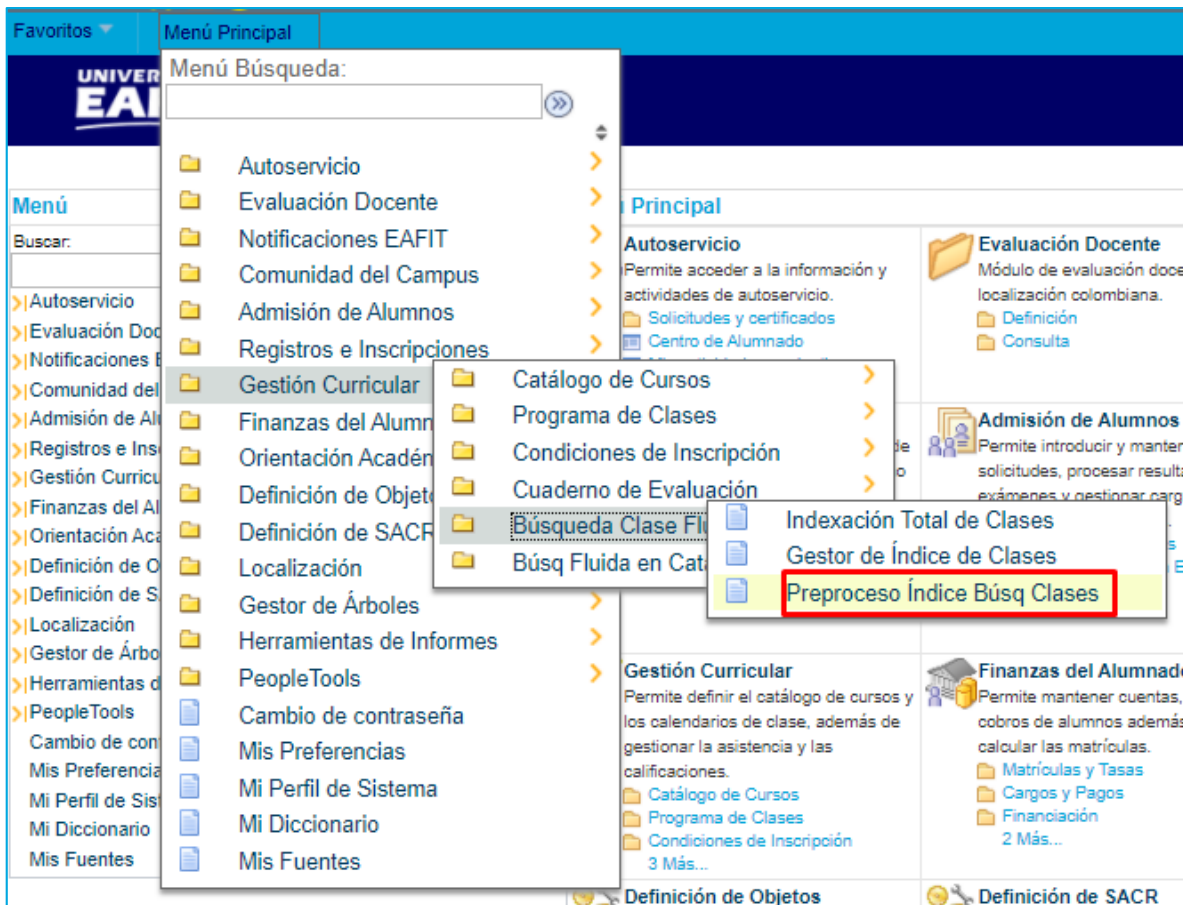 Favoritos
Menú Principal
UNIVER
EAI
Menú Búsqueda:
Autoservicio
Evaluación Docente
Notificaciones EAFIT
Comunidad del Campus
Admisión de Alumnos
Registros e Inscripciones
Gestión Curricular
Finanzas del Alumn
Orientación Académ
Definición de Objeto
Definición de SACR
Localización
Gestor de Árboles
Herramientas de Informes
PeopleTools
Cambio de contraseña
Mis Preferencias
Mi Perfil de Sistema
Mi Diccionario
Mis Fuentes
Catálogo de Cursos
Programa de Clases
Condiciones de Inscripción
Cuaderno de Evaluación
Búsqueda Clase Flu
Búsq Fluida en Cata
Indexación Total de Clases
Gestor de Índice de Clases
Preproceso Índice Búsq Clases
Menú
Buscar:
Autoservicio
Evaluación Doc
Notificaciones E
Comunidad del
Admisión de Alu
Registros e Ins
Gestión Curricu
Finanzas del Al
Orientación Aca
Definición de O
Definición de S
Localización
Gestor de Árbo
Herramientas d
PeopleTools
Cambio de con
Mis Preferencia
Mi Perfil de Sis
Mi Diccionario
Mis Fuentes
Principal
Autoservicio
Permite acceder a la información y
actividades de autoservicio.
Solicitudes y certificados
Centro de Alumnado
Evaluación Docente
Módulo de evaluación doce
localización colombiana.
Definición
Consulta
de
o
Admisión de Alumnos
Permite introducir y manter
solicitudes, procesar resulta
exámenes y gestionar carg
s
E
Gestión Curricular
Permite definir el catálogo de cursos y
los calendarios de clase, además de
gestionar la asistencia y las
calificaciones.
Catálogo de Cursos
Programa de Clases
Condiciones de Inscripción
3 Más...
Finanzas del Alumnado
Permite mantener cuentas,
cobros de alumnos además
calcular las matrículas.
Matrículas y Tasas
Cargos y Pagos
Financiación
2 Más...
Definición de Objetos
Definición de SACR